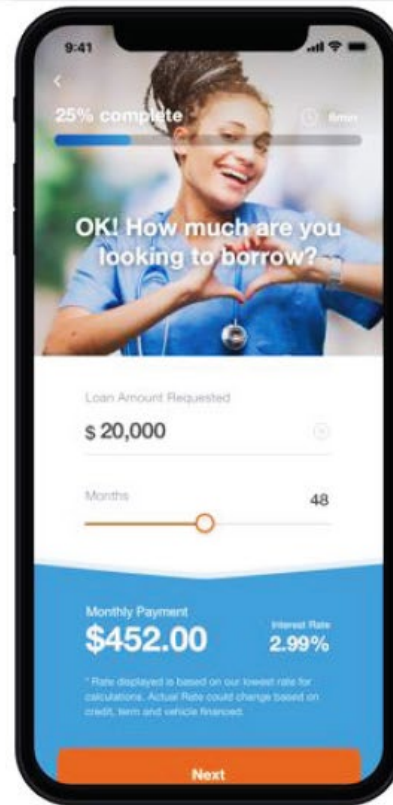 9:41
25% complete
6min
OK! How much are you
looking to borrow?
Loan Amount Requested
$ 20,000
Months
48
Monthly Payment
Interest Rate
$452.00
2.99%
* Rate displayed is based on our lowest rate for
calculations. Actual Rate could change based on
credit, term and vehicle financed.
Next